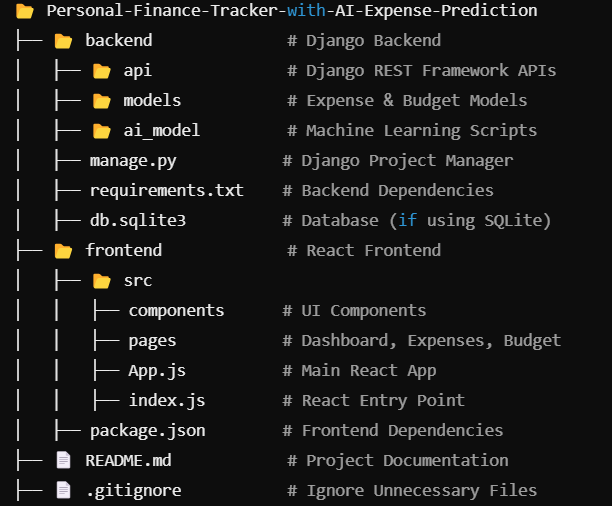 📂 Personal-Finance-Tracker-with-AI-Expense-Prediction
├── 📂 backend # Django Backend
│ ├── 📂 api # Django REST Framework APIs
│ ├── 📂 models # Expense & Budget Models
│ ├── 📂 ai_model # Machine Learning Scripts
│ ├── manage.py # Django Project Manager
│ ├── requirements.txt # Backend Dependencies
│ ├── db.sqlite3 # Database (if using SQLite)
├── 📂 frontend # React Frontend
│ ├── 📂 src
│ │ ├── components # UI Components
│ │ ├── pages # Dashboard, Expenses, Budget
│ │ ├── App.js # Main React App
│ │ ├── index.js # React Entry Point
│ ├── package.json # Frontend Dependencies
├── 📄 README.md # Project Documentation
├── 📄 .gitignore # Ignore Unnecessary Files